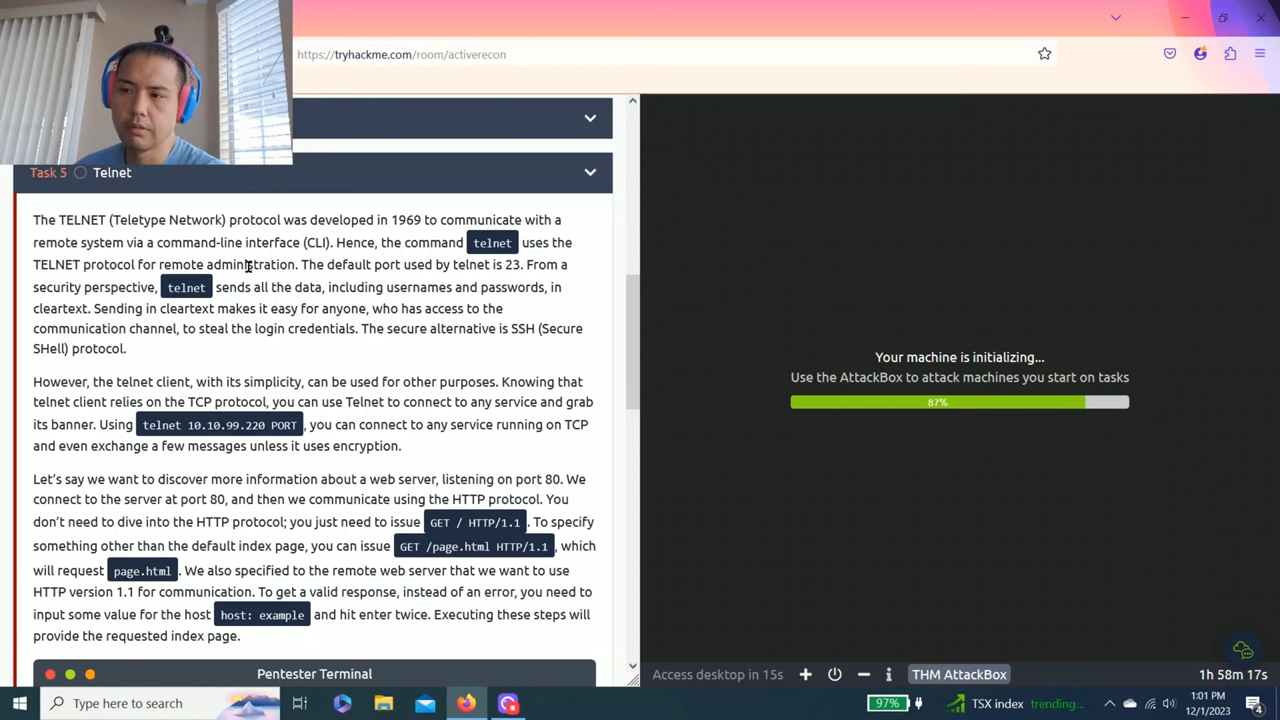 https://tryhackme.com/room/activerecon
Task 5 Telnet
The TELNET (Teletype Network) protocol was developed in 1969 to communicate with a
remote system via a command-line interface (CLI). Hence, the command telnet uses the
TELNET protocol for remote administration. The default port used by telnet is 23. From a
security perspective, telnet sends all the data, including usernames and passwords, in
cleartext. Sending in cleartext makes it easy for anyone, who has access to the
communication channel, to steal the login credentials. The secure alternative is SSH (Secure
SHell) protocol.
However, the telnet client, with its simplicity, can be used for other purposes. Knowing that
telnet client relies on the TCP protocol, you can use Telnet to connect to any service and grab
its banner. Using telnet 10.10.99.220 PORT, you can connect to any service running on TCP
and even exchange a few messages unless it uses encryption.
Let's say we want to discover more information about a web server, listening on port 80. We
connect to the server at port 80, and then we communicate using the HTTP protocol. You
don't need to dive into the HTTP protocol; you just need to issue GET / HTTP/1.1. To specify
something other than the default index page, you can issue GET /page.html HTTP/1.1, which
will request page.html. We also specified to the remote web server that we want to use
HTTP version 1.1 for communication. To get a valid response, instead of an error, you need to
input some value for the host host: example and hit enter twice. Executing these steps will
provide the requested index page.
Pentester Terminal
Your machine is initializing...
Use the AttackBox to attack machines you start on tasks
87%
Access desktop in 15s
THM AttackBox
1h 58m 17s
Type here to search
97%
TSX index trending...
1:01 PM
12/1/2023
4